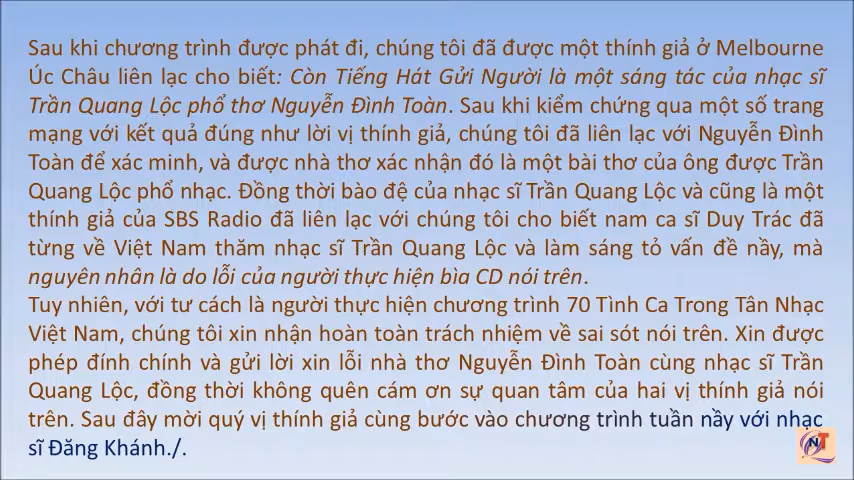 Sau khi chương trình được phát đi, chúng tôi đã được một thính giả ở Melbourne
Úc Châu liên lạc cho biết: Còn Tiếng Hát Gửi Người là một sáng tác của nhạc sĩ
Trần Quang Lộc phổ thơ Nguyễn Đình Toàn. Sau khi kiểm chứng qua một số trang
mạng với kết quả đúng như lời vị thính giả, chúng tôi đã liên lạc với Nguyễn Đình
Toàn để xác minh, và được nhà thơ xác nhận đó là một bài thơ của ông được Trần
Quang Lộc phổ nhạc. Đồng thời bào đệ của nhạc sĩ Trần Quang Lộc và cũng là một
thính giả của SBS Radio đã liên lạc với chúng tôi cho biết nam ca sĩ Duy Trác đã
từng về Việt Nam thăm nhạc sĩ Trần Quang Lộc và làm sáng tỏ vấn đề nầy, mà
nguyên nhân là do lỗi của người thực hiện bìa CD nói trên.
Tuy nhiên, với tư cách là người thực hiện chương trình 70 Tình Ca Trong Tân Nhạc
Việt Nam, chúng tôi xin nhận hoàn toàn trách nhiệm về sai sót nói trên. Xin được
phép đính chính và gửi lời xin lỗi nhà thơ Nguyễn Đình Toàn cùng nhạc sĩ Trần
Quang Lộc, đồng thời không quên cám ơn sự quan tâm của hai vị thính giả nói
trên. Sau đây mời quý vị thính giả cùng bước vào chương trình tuần nầy với nhạc
sĩ Đăng Khánh./.
NT